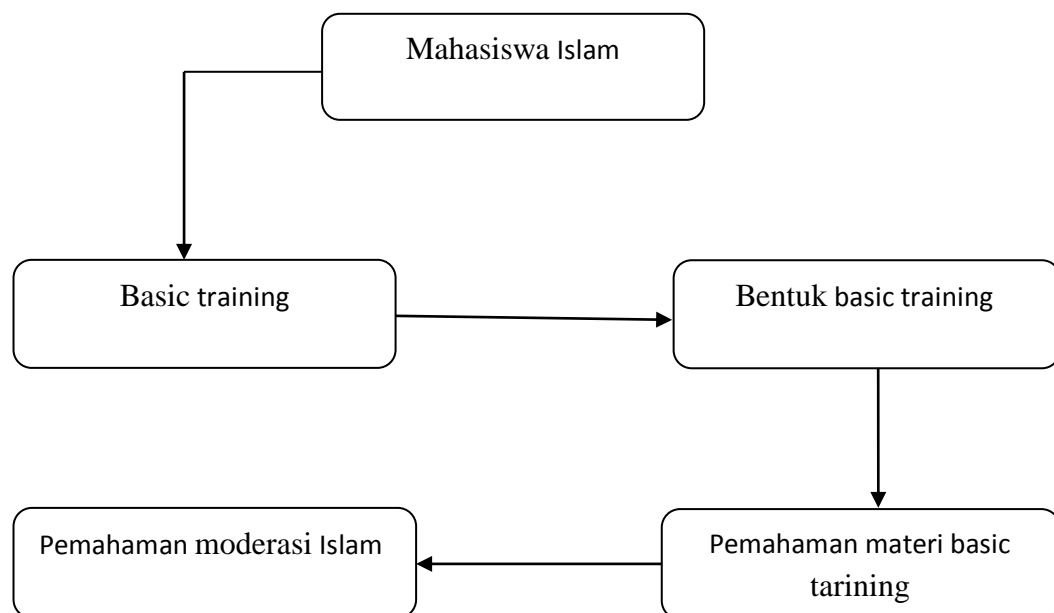 Mahasiswa Islam
Basic training
Bentuk basic training
Pemahaman materi basic
tarining
Pemahaman moderasi Islam